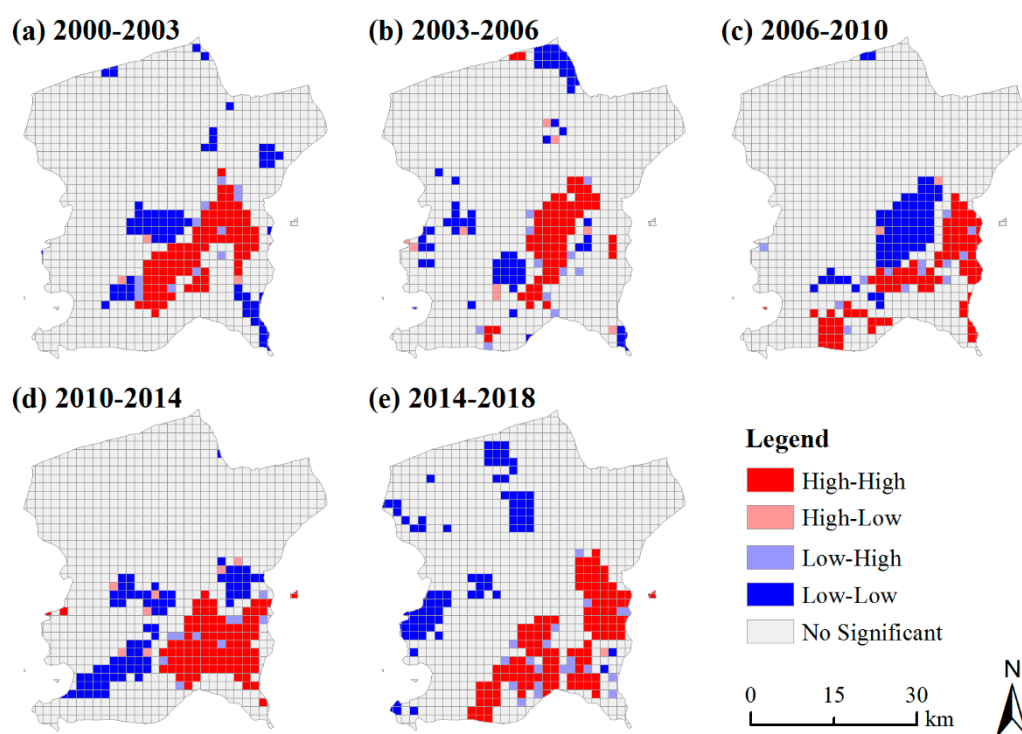 (a) 2000-2003
(b) 2003-2006
(c) 2006-2010
(d) 2010-2014
(e) 2014-2018
Legend
High-High
High-Low
Low-High
Low-Low
No Significant
N
0 15 30
km